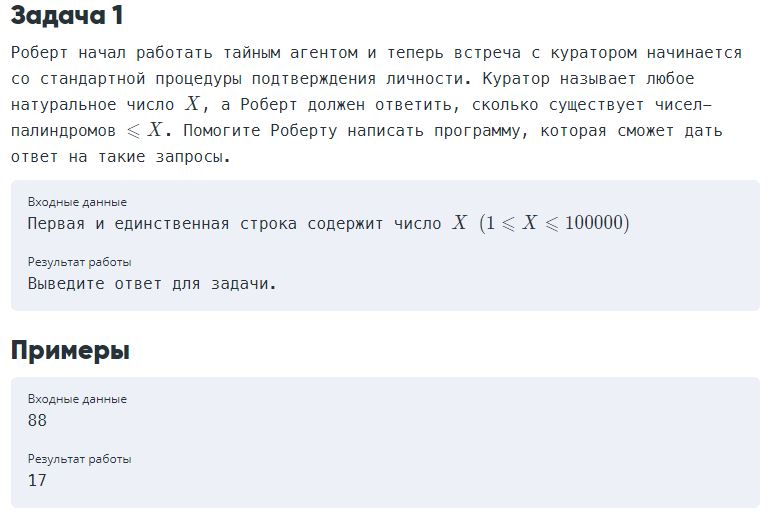 Задача 1
Роберт начал работать тайным агентом и теперь встреча с куратором начинается
со стандартной процедуры подтверждения личности. Куратор называет любое
натуральное число X, а Роберт должен ответить, сколько существует чисел–
палиндромов ⩽ X. Помогите Роберту написать программу, которая сможет дать
ответ на такие запросы.
Входные данные
Первая и единственная строка содержит число X (1 ⩽ X ⩽ 100000)
Результат работы
Выведите ответ для задачи.
Примеры
Входные данные
88
Результат работы
17